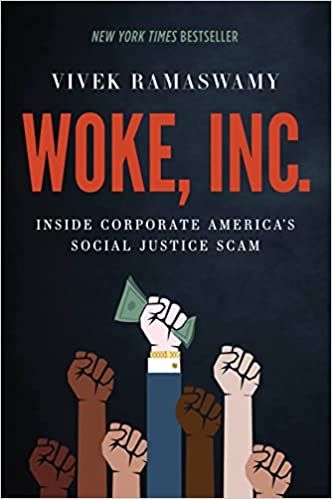 NEW YORK TIMES BESTSELLER
VIVEK RAMASWAMY
WOKE, INC.
INSIDE CORPORATE AMERICA'S
SOCIAL JUSTICE SCAM